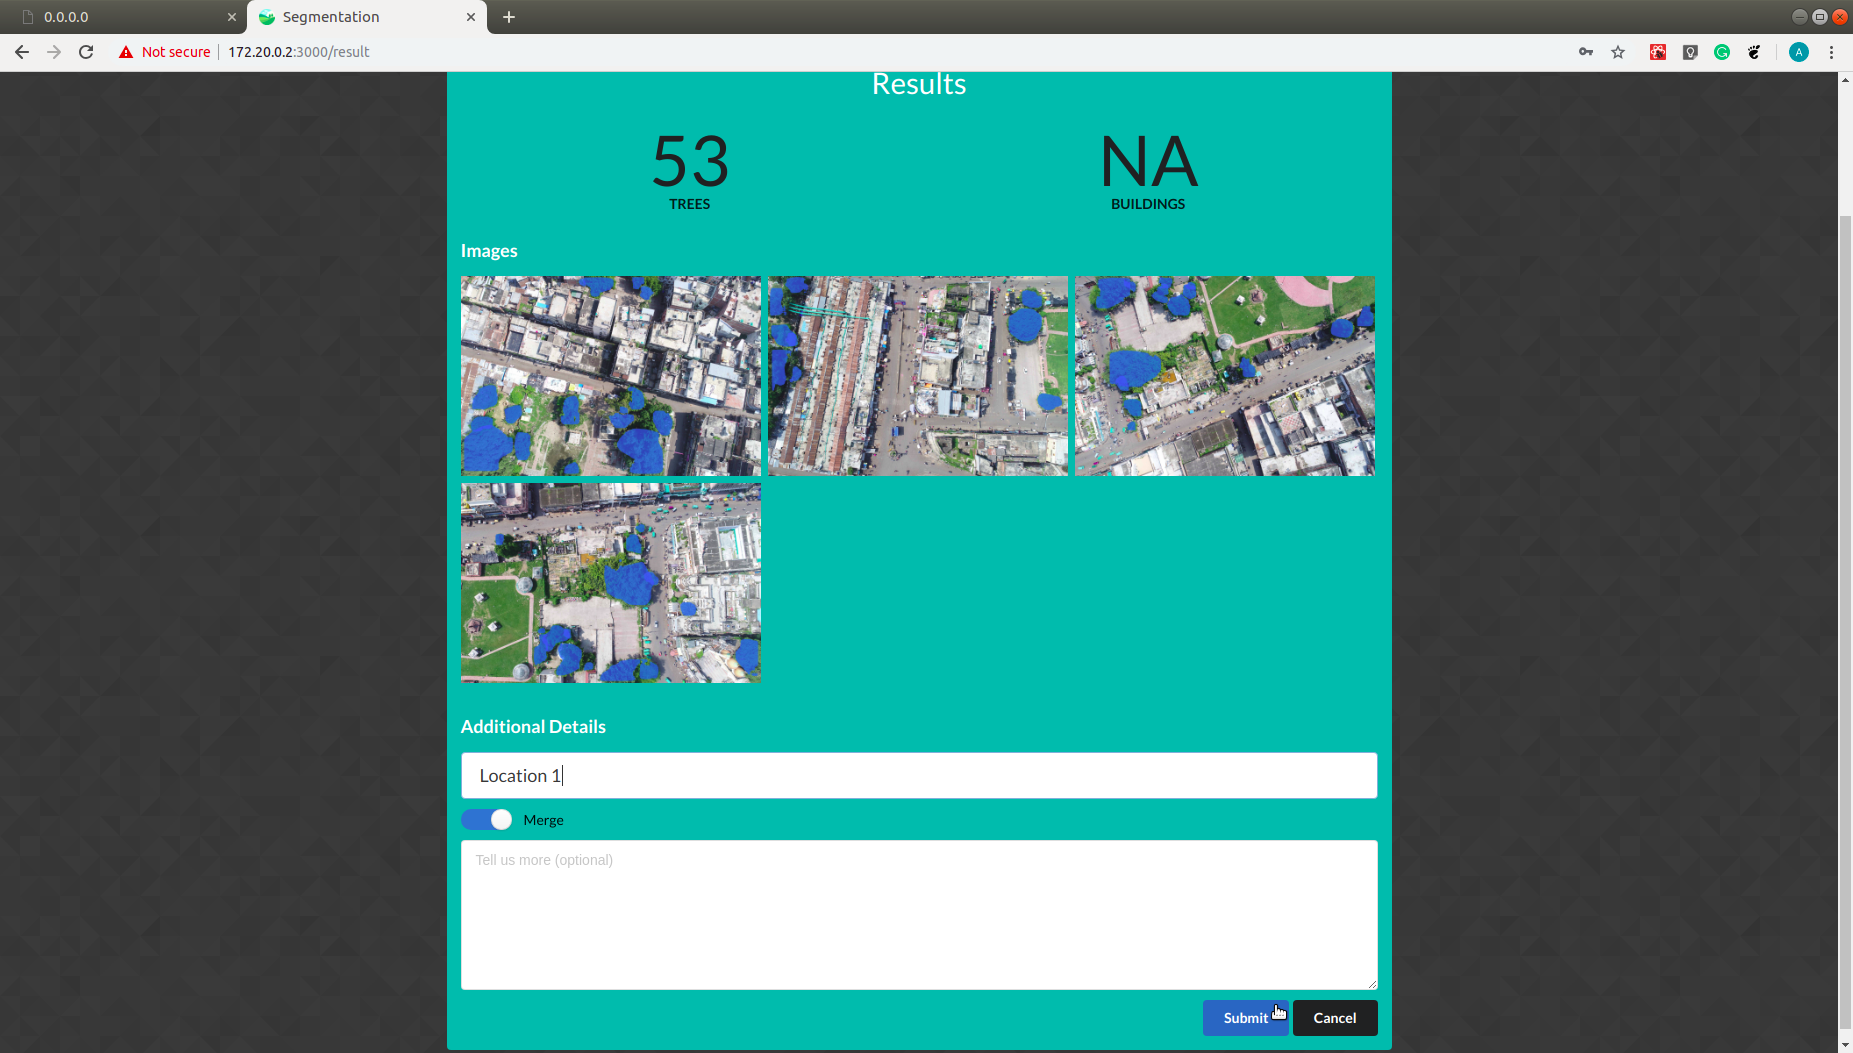 0.0.0.0
Segmentation
Not secure
172.20.0.2:3000/result
A
Results
53
NA
TREES
BUILDINGS
Images
Additional Details
Location 1
Merge
Tell us more (optional)
Submit
Cancel